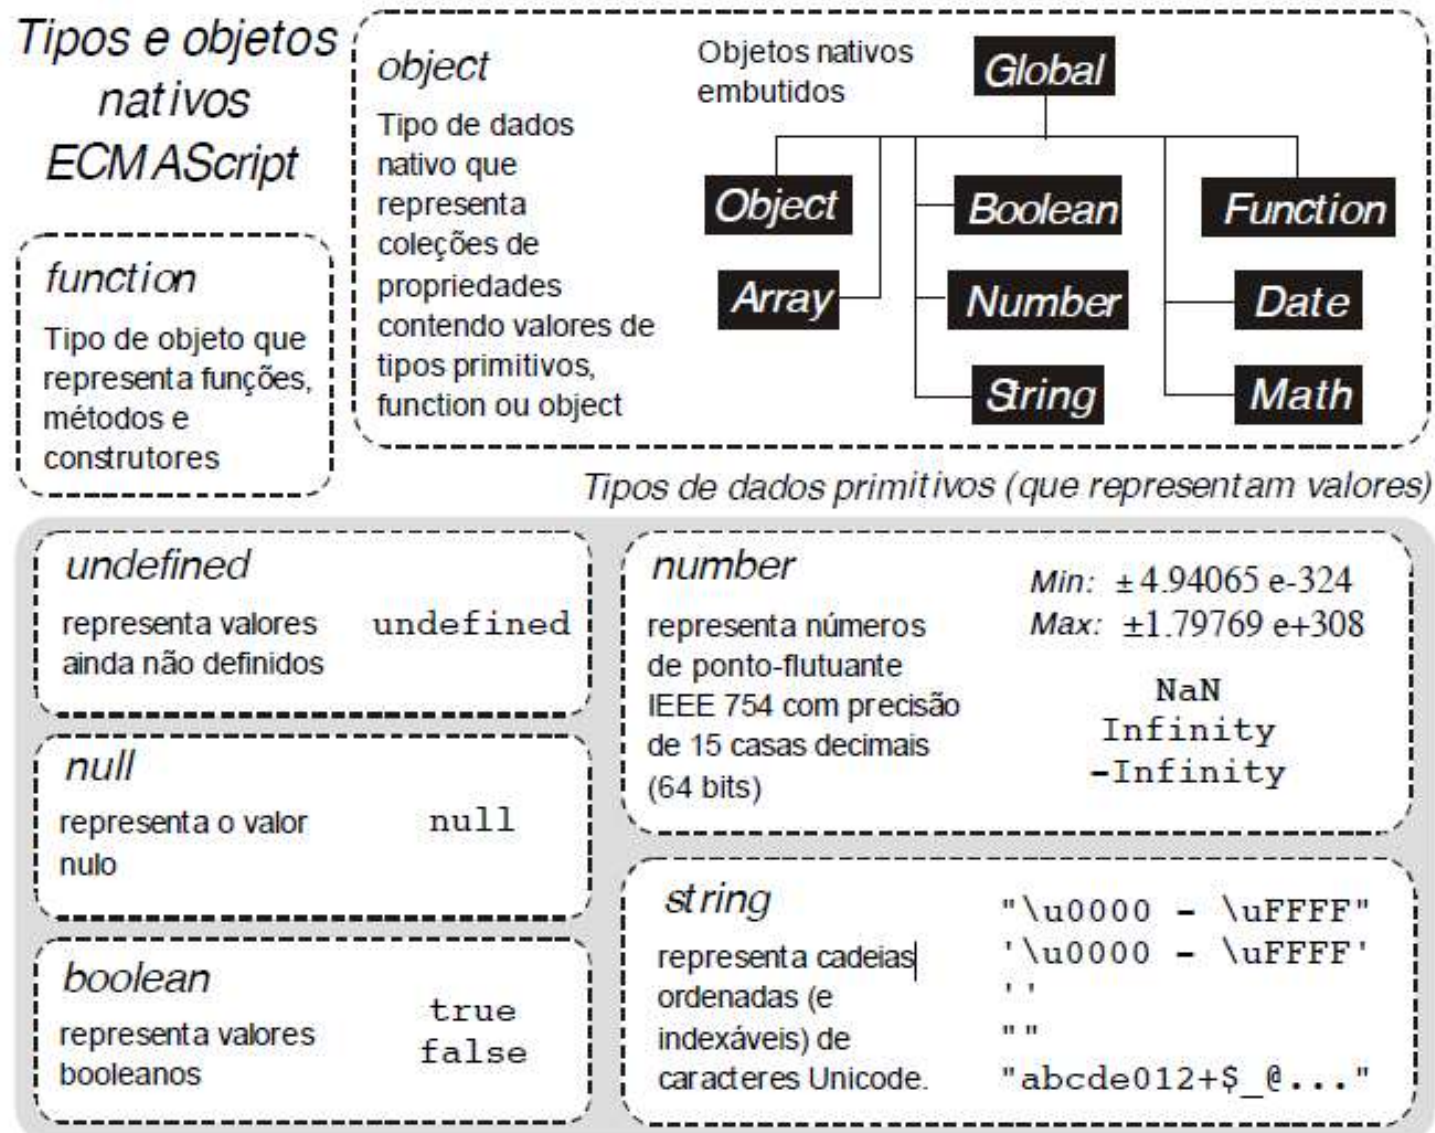 Tipos e objetos
nativos
ECMAScript
function
Tipo de objeto que
representa funções,
métodos e
construtores
object
Tipo de dados
nativo que
representa
coleções de
propriedades
contendo valores de
tipos primitivos,
function ou object
Objetos nativos
embutidos
Global
Object
Boolean
Function
Array
Number
Date
String
Math
Tipos de dados primitivos (que representam valores)
undefined
representa valores
ainda não definidos
undefined
null
representa o valor
nulo
null
boolean
representa valores
booleanos
true
false
number
representa números
de ponto-flutuante
IEEE 754 com precisão
de 15 casas decimais
(64 bits)
Min: ± 4.94065 e-324
Max: ±1.79769 e+308
NaN
Infinity
-Infinity
string
representa cadeias
ordenadas (e
indexáveis) de
caracteres Unicode.
"\u0000 - \uFFFF"
'\u0000 - \uFFFF'
' '
""
"abcde012+$_@..."